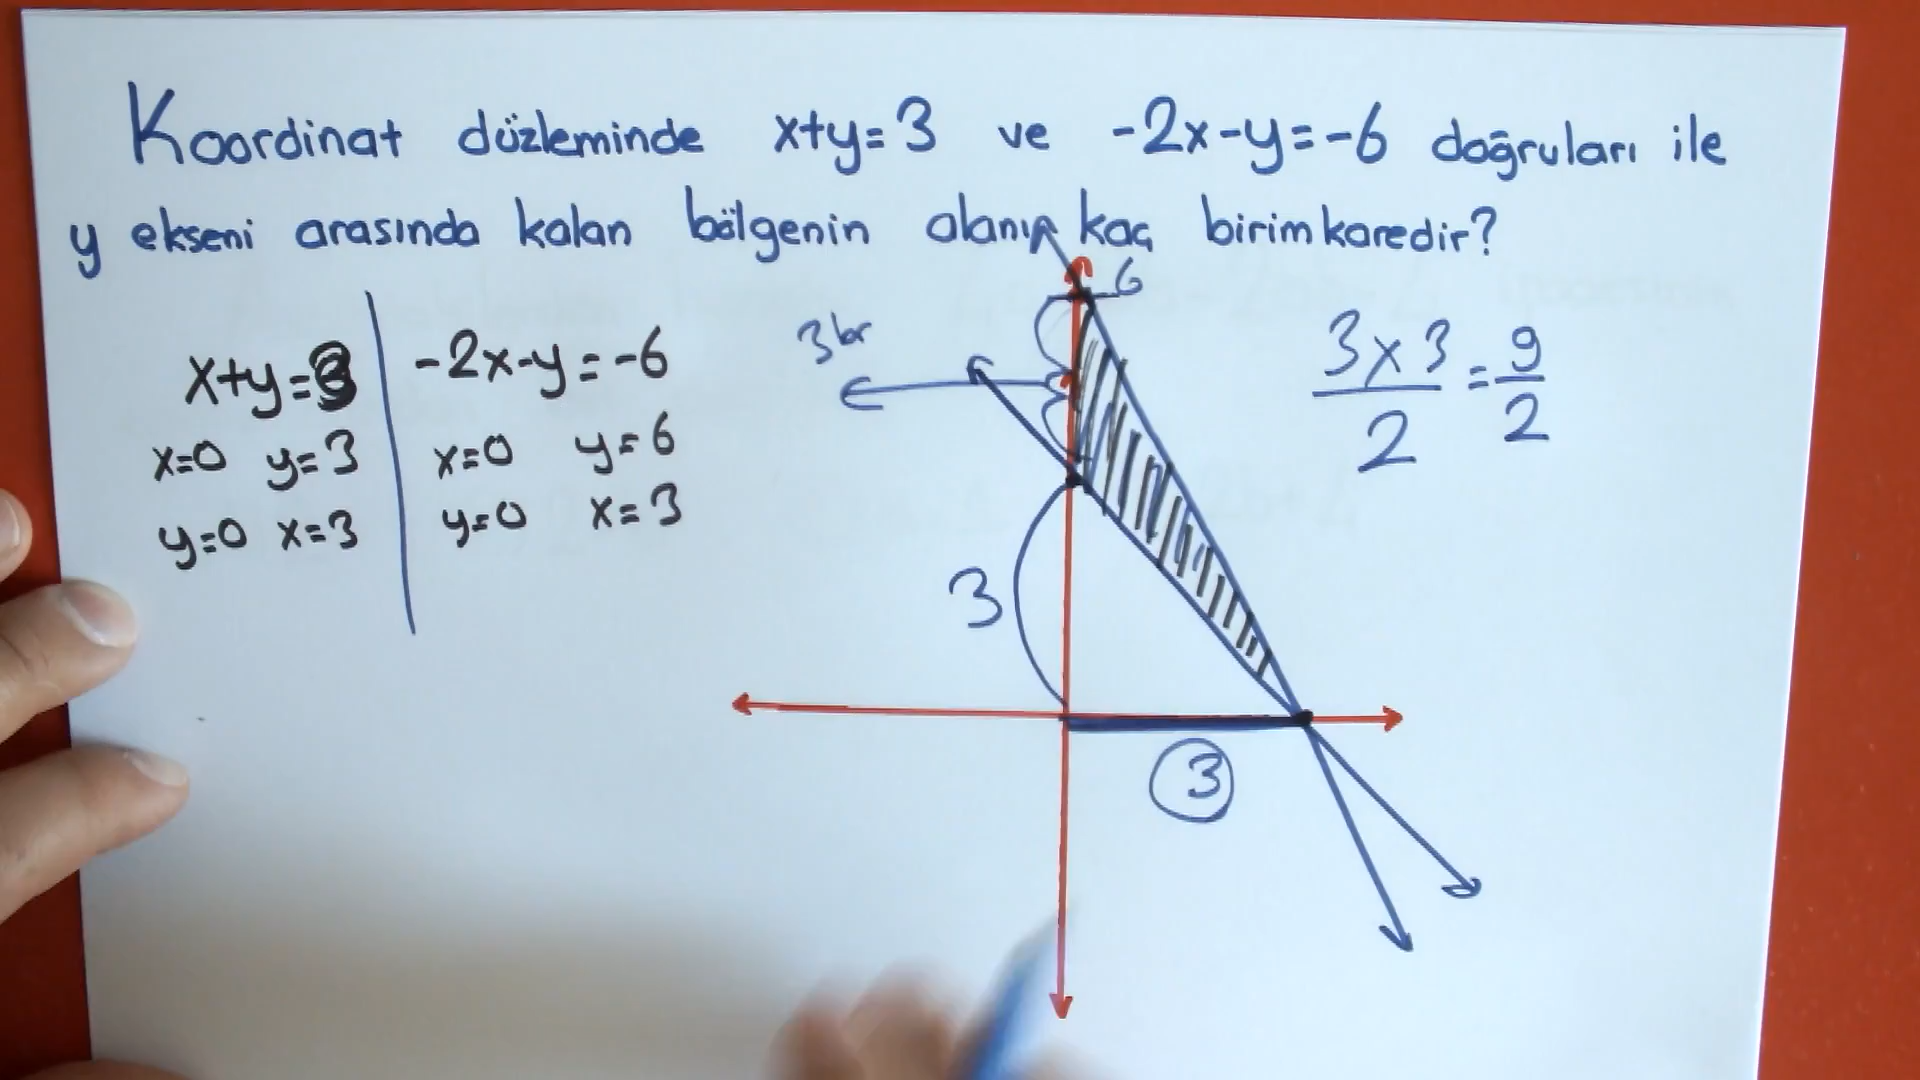 Koordinat düzleminde x+y=3 ve -2x-y=-6 doğruları ile
y ekseni arasında kalan bölgenin alanı kaç birimkaredir?
x+y=3
x=0 y=3
y=0 x=3
-2x-y=-6
x=0 y=6
y=0 x=3
3br
6
3
3
3x3/2=9/2